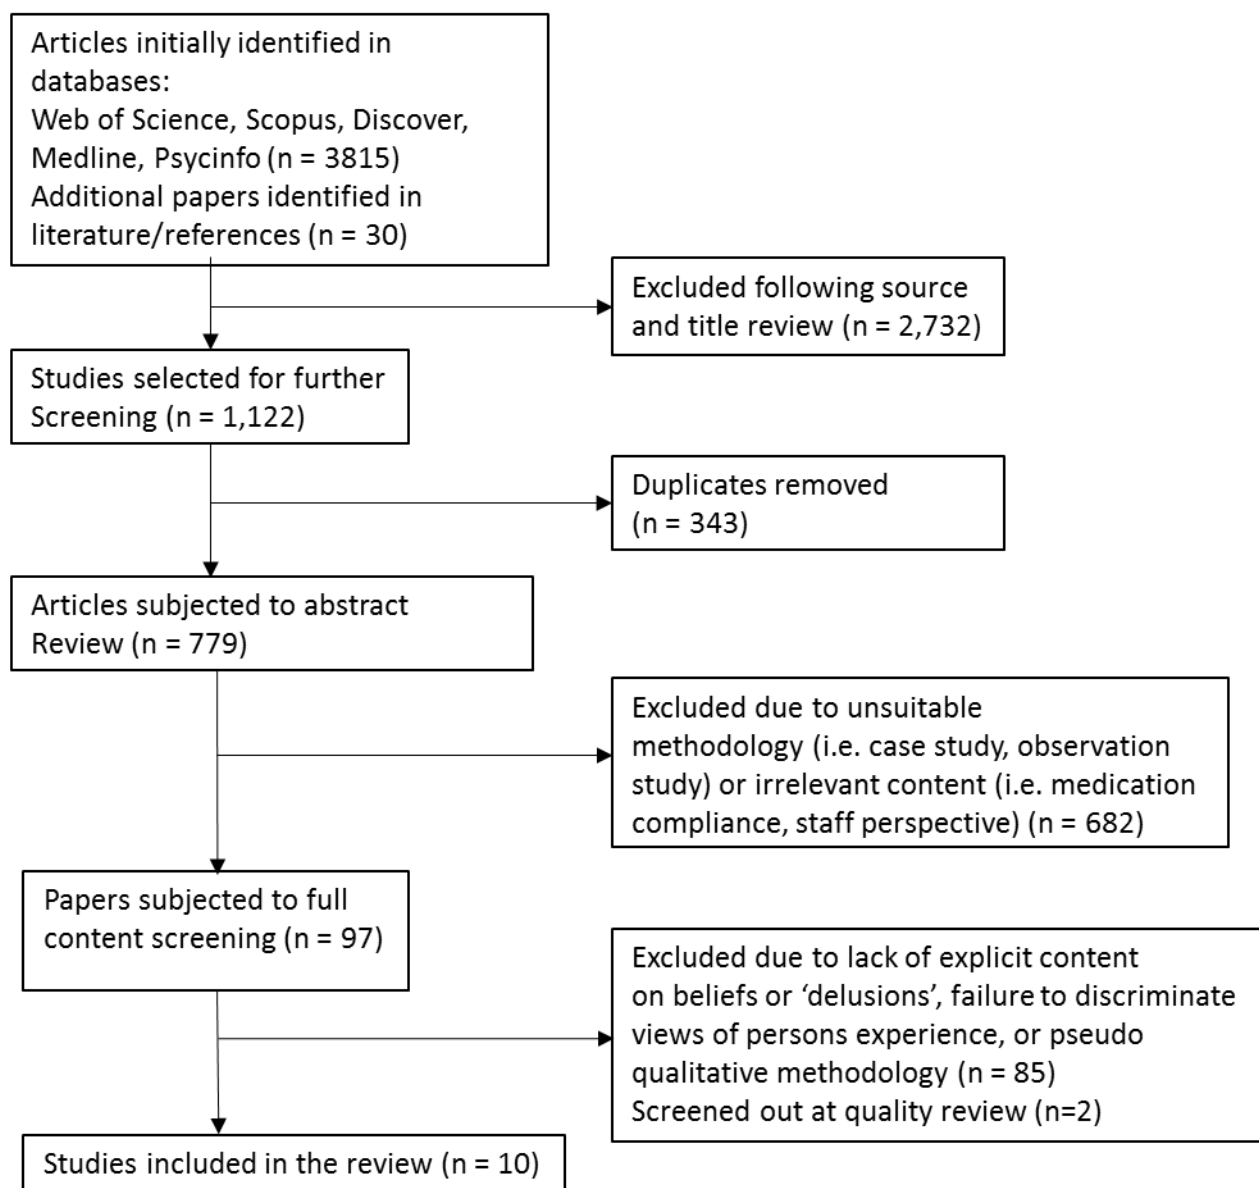 Articles initially identified in
databases:
Web of Science, Scopus, Discover,
Medline, Psycinfo (n = 3815)
Additional papers identified in
literature/references (n = 30)
Excluded following source
and title review (n = 2,732)
Studies selected for further
Screening (n = 1,122)
Duplicates removed
(n = 343)
Articles subjected to abstract
Review (n = 779)
Excluded due to unsuitable
methodology (i.e. case study, observation
study) or irrelevant content (i.e. medication
compliance, staff perspective) (n = 682)
Papers subjected to full
content screening (n = 97)
Excluded due to lack of explicit content
on beliefs or ‘delusions’, failure to discriminate
views of persons experience, or pseudo
qualitative methodology (n = 85)
Screened out at quality review (n=2)
Studies included in the review (n = 10)